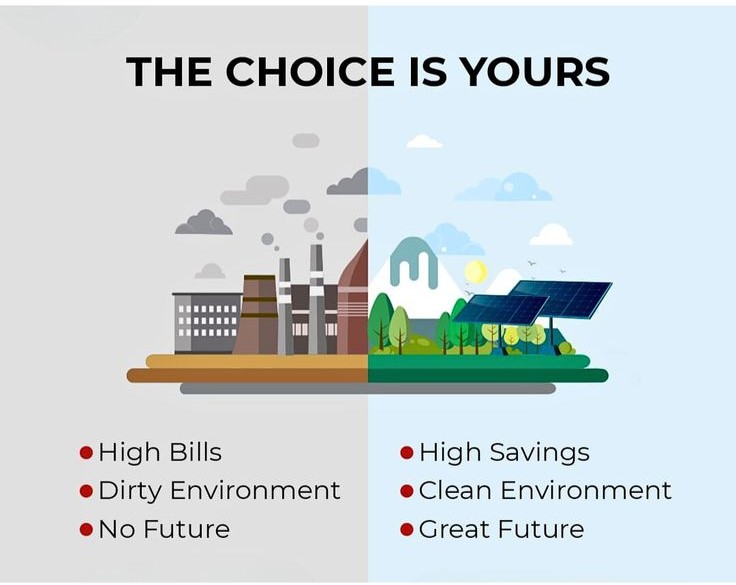 THE CHOICE IS YOURS
High Bills
Dirty Environment
No Future
High Savings
Clean Environment
Great Future